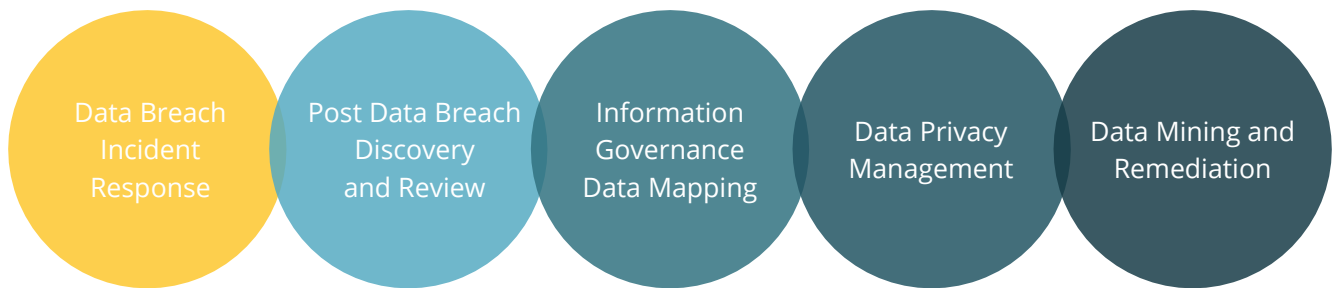 Data Breach
Incident
Response
Post Data Breach
Discovery
and Review
Information
Governance
Data Mapping
Data Privacy
Management
Data Mining and
Remediation